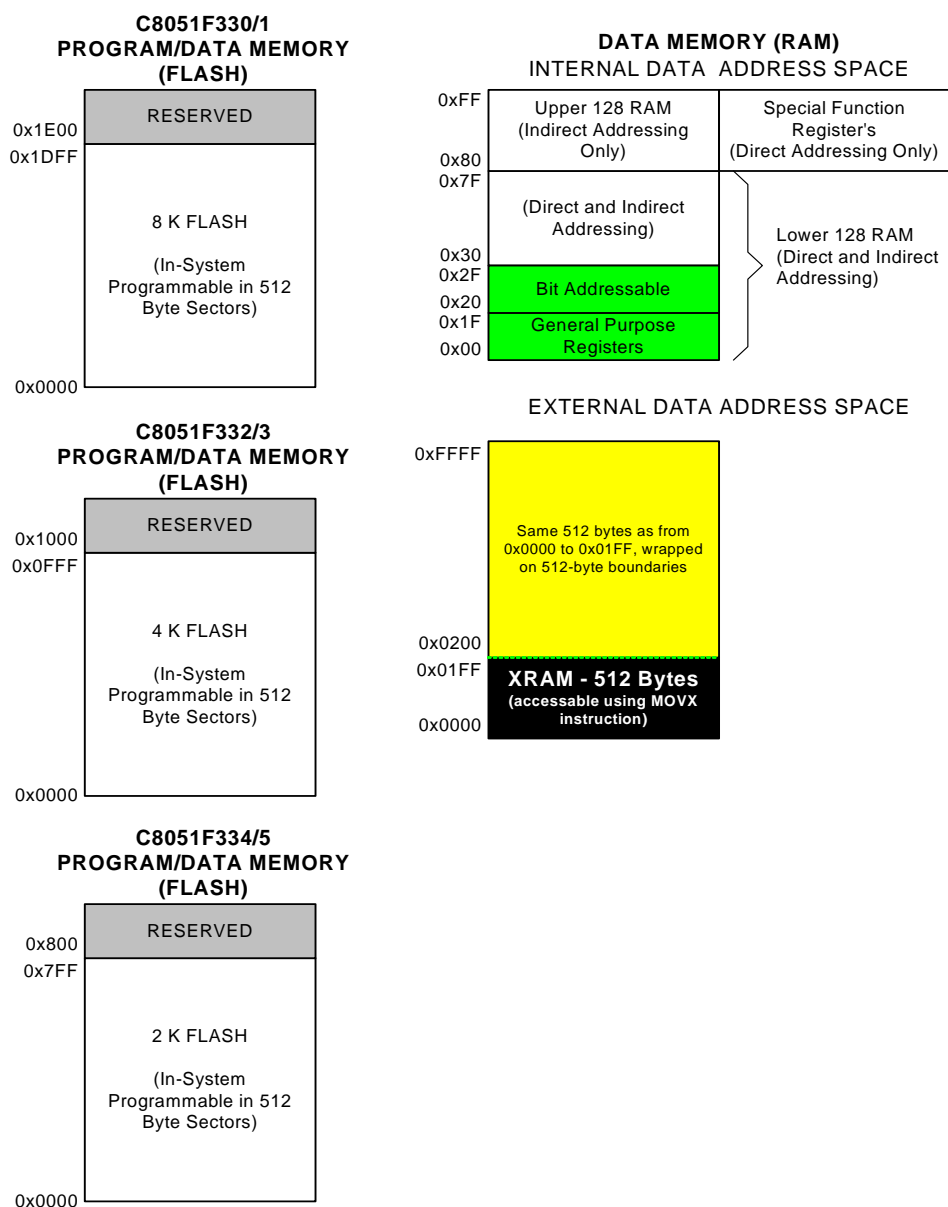 C8051F330/1
PROGRAM/DATA MEMORY
(FLASH)
RESERVED
0x1E00
0x1DFF
8 K FLASH
(In-System
Programmable in 512
Byte Sectors)
0x0000
C8051F332/3
PROGRAM/DATA MEMORY
(FLASH)
RESERVED
0x1000
0x0FFF
4 K FLASH
(In-System
Programmable in 512
Byte Sectors)
0x0000
C8051F334/5
PROGRAM/DATA MEMORY
(FLASH)
RESERVED
0x800
0x7FF
2 K FLASH
(In-System
Programmable in 512
Byte Sectors)
0x0000
DATA MEMORY (RAM)
INTERNAL DATA ADDRESS SPACE
0xFF
Upper 128 RAM
(Indirect Addressing
Only)
0x80
Special Function
Register's
(Direct Addressing Only)
0x7F
(Direct and Indirect
Addressing)
0x30
Lower 128 RAM
(Direct and Indirect
Addressing)
0x2F
Bit Addressable
0x20
0x1F
General Purpose
Registers
0x00
EXTERNAL DATA ADDRESS SPACE
0xFFFF
Same 512 bytes as from
0x0000 to 0x01FF, wrapped
on 512-byte boundaries
0x0200
0x01FF
XRAM - 512 Bytes
(accessable using MOVX
instruction)
0x0000